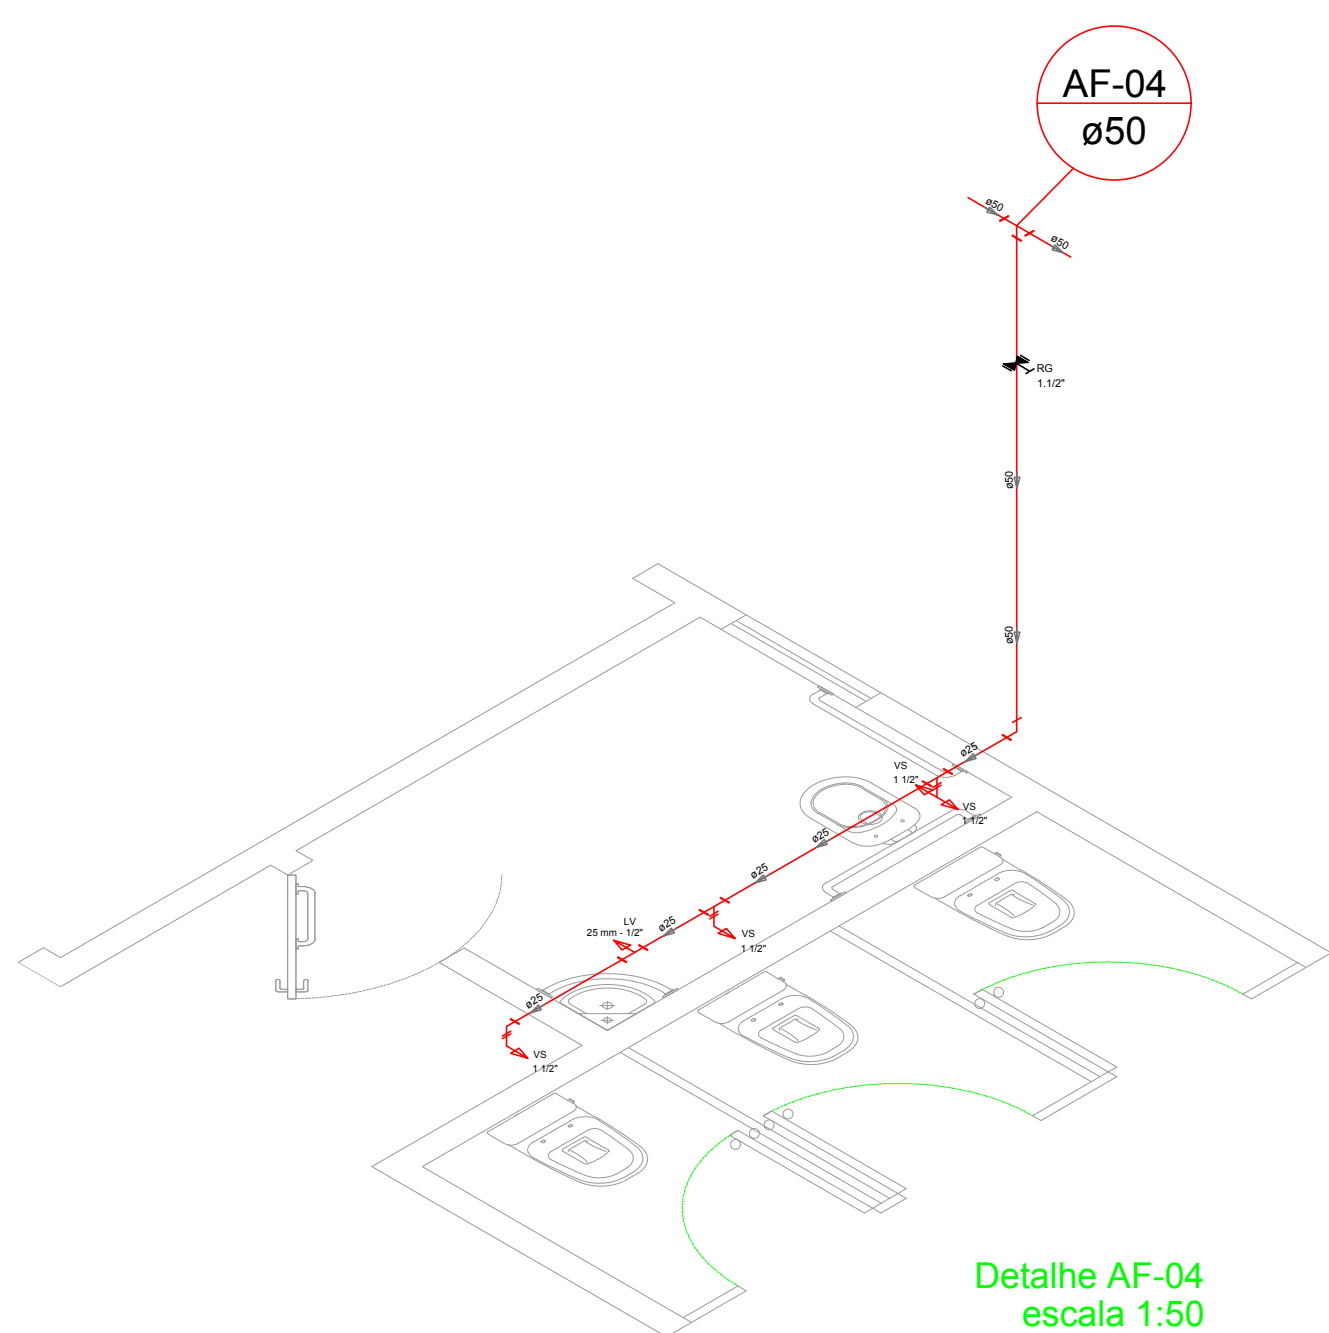 AF-04
ø50
ø50
ø50
RG
1.1/2"
ø50
ø50
ø25
VS
1 1/2"
VS
1 1/2"
ø25
ø25
LV
25 mm - 1/2"
ø25
VS
1 1/2"
ø25
VS
1 1/2"
Detalhe AF-04
escala 1:50